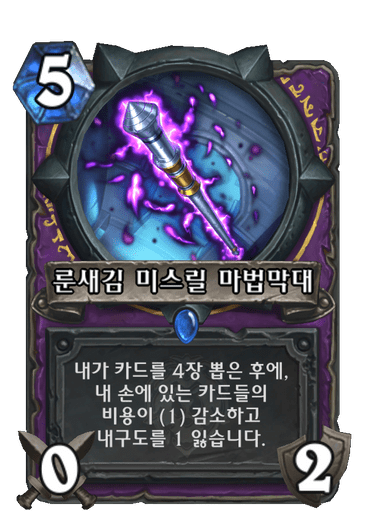 5
룬새김 미스릴 마법막대
내가 카드를 4장 뽑은 후에,
내 손에 있는 카드들의
비용이 (1) 감소하고
내구도를 1 잃습니다.
0
2